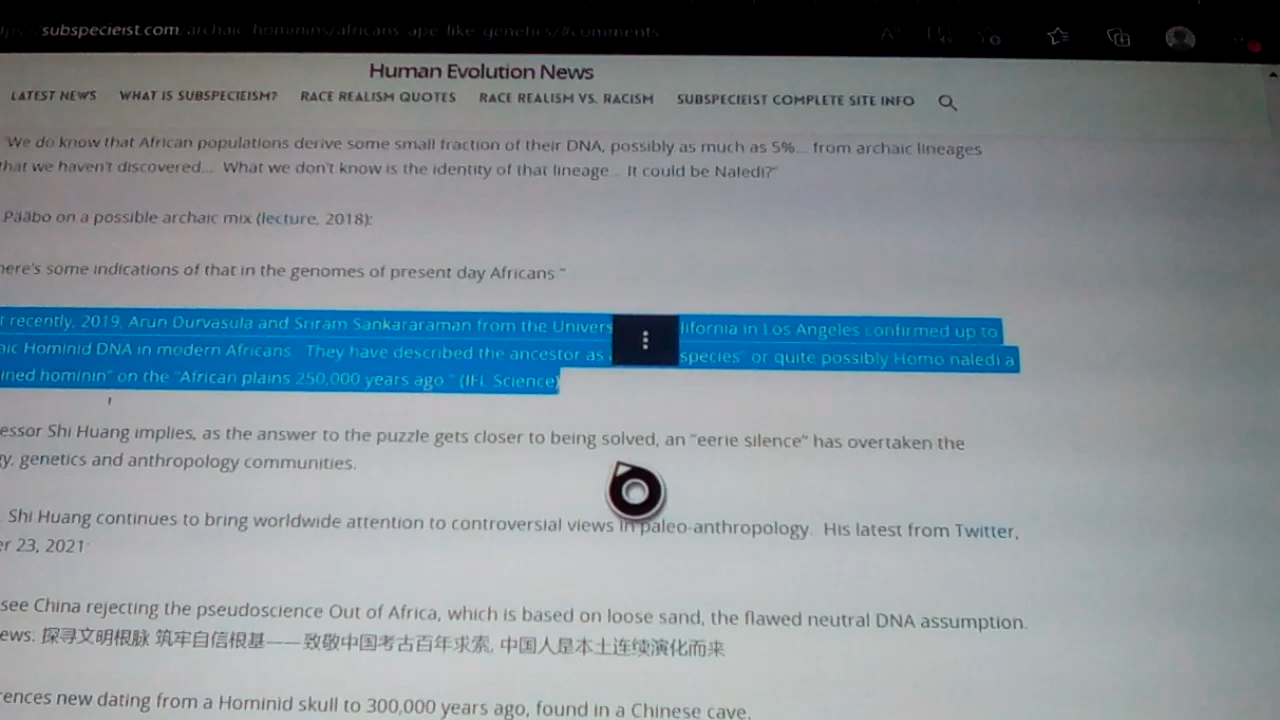 subspecieist.com/archaic-hominins/africans-ape-like-genetics/#comments
Human Evolution News
LATEST NEWS WHAT IS SUBSPECIEISM? RACE REALISM QUOTES RACE REALISM VS. RACISM SUBSPECIEIST COMPLETE SITE INFO
"We do know that African populations derive some small fraction of their DNA, possibly as much as 5%... from archaic lineages
that we haven't discovered... What we don't know is the identity of that lineage... It could be Naledi?"
Pääbo on a possible archaic mix (lecture, 2018):
here's some indications of that in the genomes of present day Africans."
t recently, 2019, Arun Durvasula and Sriram Sankararaman from the Univers lifornia in Los Angeles confirmed up to
aic Hominid DNA in modern Africans. They have described the ancestor as species" or quite possibly Homo naledi a
ined hominin" on the "African plains 250,000 years ago." (IFL Science)
essor Shi Huang implies, as the answer to the puzzle gets closer to being solved, an "eerie silence" has overtaken the
gy, genetics and anthropology communities.
Shi Huang continues to bring worldwide attention to controversial views in paleo-anthropology. His latest from Twitter,
er 23, 2021:
see China rejecting the pseudoscience Out of Africa, which is based on loose sand, the flawed neutral DNA assumption.
ews: 探寻文明根脉 筑牢自信根基——致敬中国考古百年求索, 中国人是本土连续演化而来
rences new dating from a Hominid skull to 300,000 years ago, found in a Chinese cave.